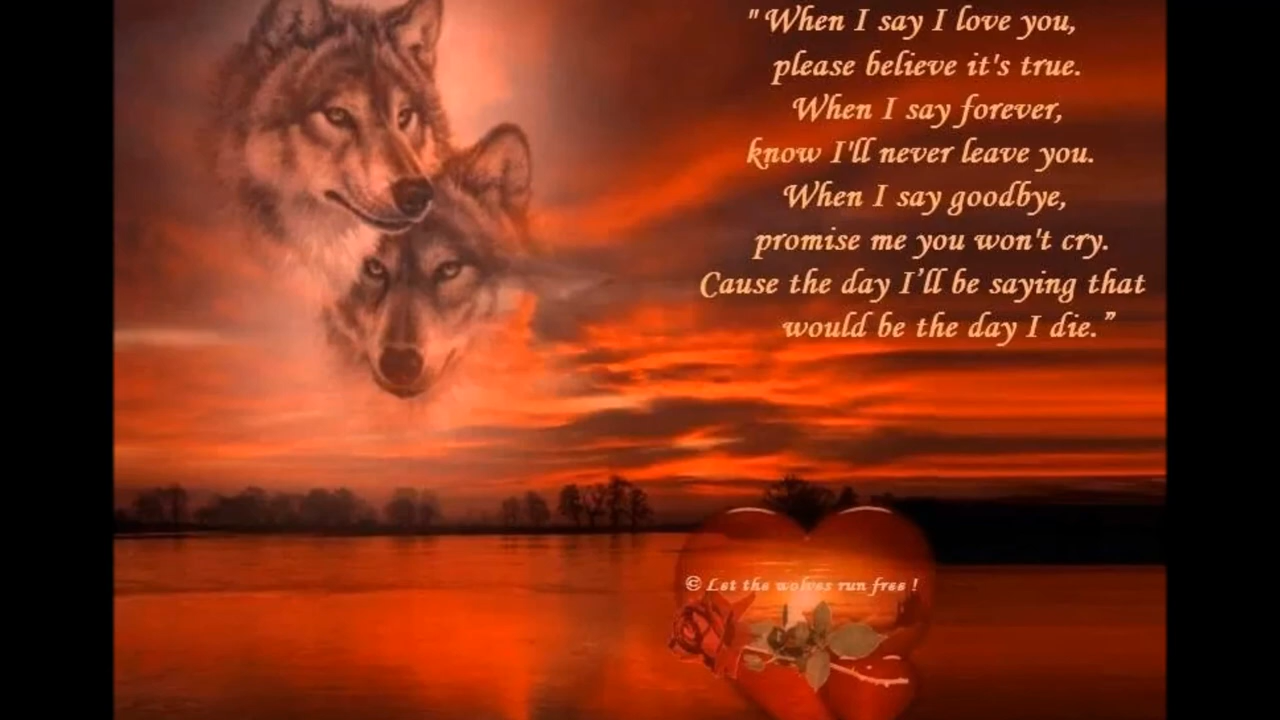 "When I say I love you,
please believe it's true.
When I say forever,
know I'll never leave you.
When I say goodbye,
promise me you won't cry.
Cause the day I’ll be saying that
would be the day I die.”
© Let the wolves run free !